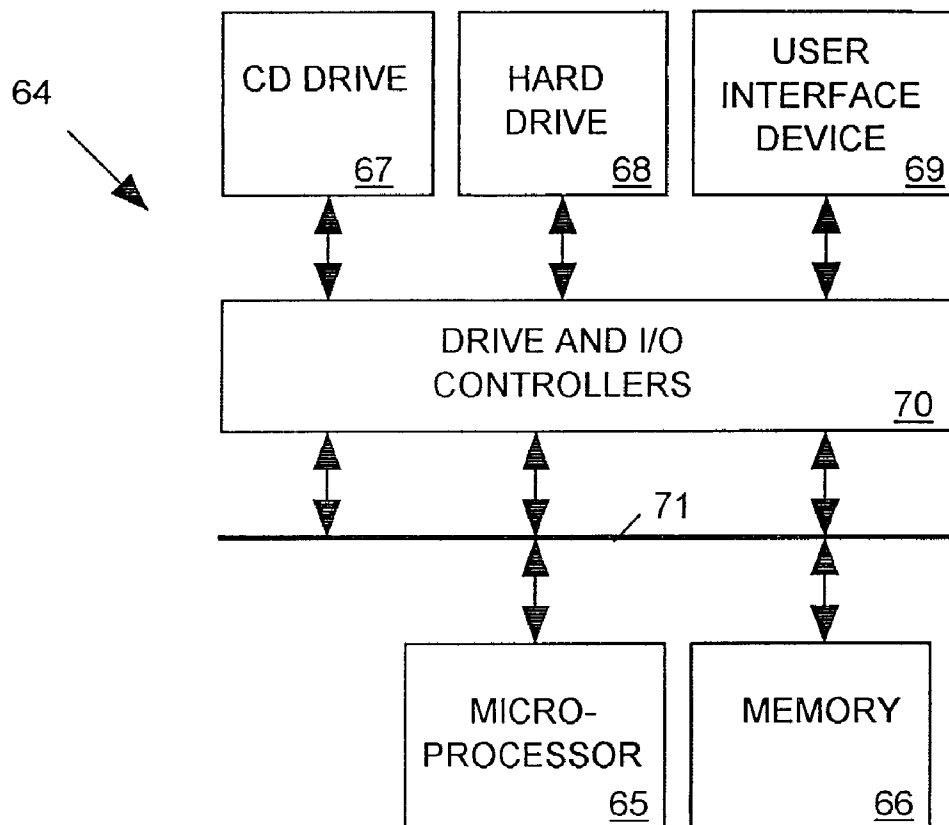 64
CD DRIVE
67
HARD
DRIVE
68
USER
INTERFACE
DEVICE
69
DRIVE AND I/O
CONTROLLERS
70
71
MICRO-
PROCESSOR
65
MEMORY
66